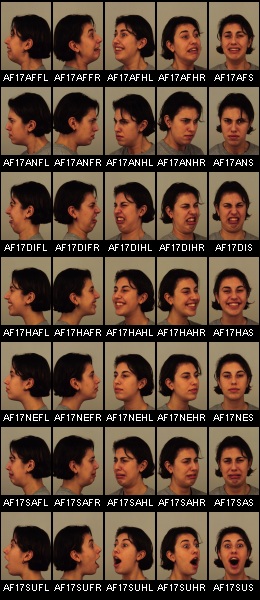 AF17AFFL AF17AFFR AF17AFHL AF17AFHR AF17AFS
AF17ANFL AF17ANFR AF17ANHL AF17ANHR AF17ANS
AF17DIFL AF17DIFR AF17DIHL AF17DIHR AF17DIS
AF17HAFL AF17HAFR AF17HAHL AF17HAHR AF17HAS
AF17NEFL AF17NEFR AF17NEHL AF17NEHR AF17NES
AF17SAFL AF17SAFR AF17SAHL AF17SAHR AF17SAS
AF17SUFL AF17SUFR AF17SUHL AF17SUHR AF17SUS